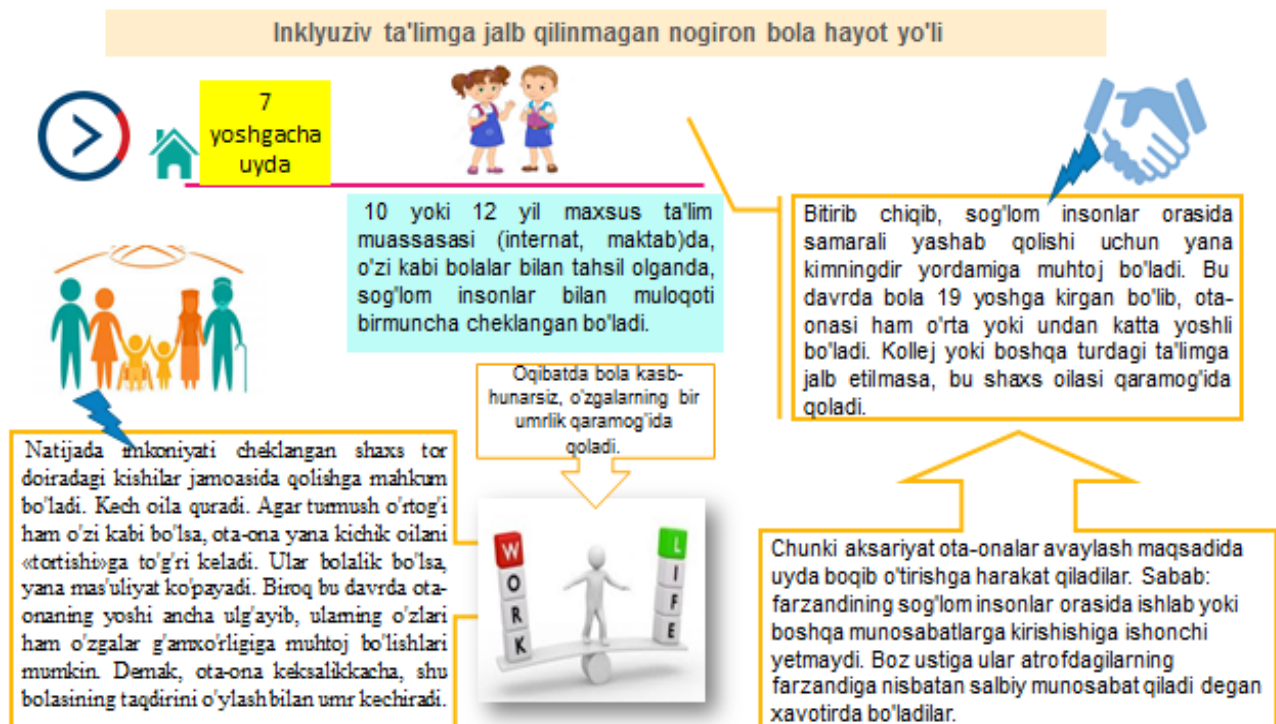 Inklyuziv ta'limga jalb qilinmagan nogiron bola hayot yo'li
7
yoshgacha
uyda
10 yoki 12 yil maxsus ta'lim
muassasasi (internat, maktab)da,
o'zi kabi bolalar bilan tahsil olganda,
sog'lom insonlar bilan muloqoti
birmuncha cheklangan bo'ladi.
Bitirib chiqib, sog'lom insonlar orasida
samarali yashab qolishi uchun yana
kimningdir yordamiga muhtoj bo'ladi. Bu
davrda bola 19 yoshga kirgan bo'lib, ota-
onasi ham o'rta yoki undan katta yoshli
bo'ladi. Kollej yoki boshqa turdagi ta'limga
jalb etilmasa, bu shaxs oilasi qaramog'ida
qoladi.
Oqibatda bola kasb-
hunarsiz, o'zgalarning bir
umrlik qaramog'ida
qoladi.
Natijada imkoniyati cheklangan shaxs tor
doiradagi kishilar jamoasida qolishga mahkum
bo'ladi. Kech oila quradi. Agar turmush o'rtog'i
ham o'zi kabi bo'lsa, ota-ona yana kichik oilani
«tortishi»ga to'g'ri keladi. Ular bolalik bo'lsa,
yana mas'uliyat ko'payadi. Biroq bu davrda ota-
onaning yoshi ancha ulg'ayib, ularning o'zlari
ham o'zgalar g'amxo'rligiga muhtoj bo'lishlari
mumkin. Demak, ota-ona keksalikkacha, shu
bolasining taqdirini o'ylash bilan umr kechiradi.
WORK
LIFE
Chunki aksariyat ota-onalar avaylash maqsadida
uyda boqib o'tirishga harakat qiladilar. Sabab:
farzandining sog'lom insonlar orasida ishlab yoki
boshqa munosabatlarga kirishishiga ishonchi
yetmaydi. Boz ustiga ular atrofdagilarning
farzandiga nisbatan salbiy munosabat qiladi degan
xavotirda bo'ladilar.